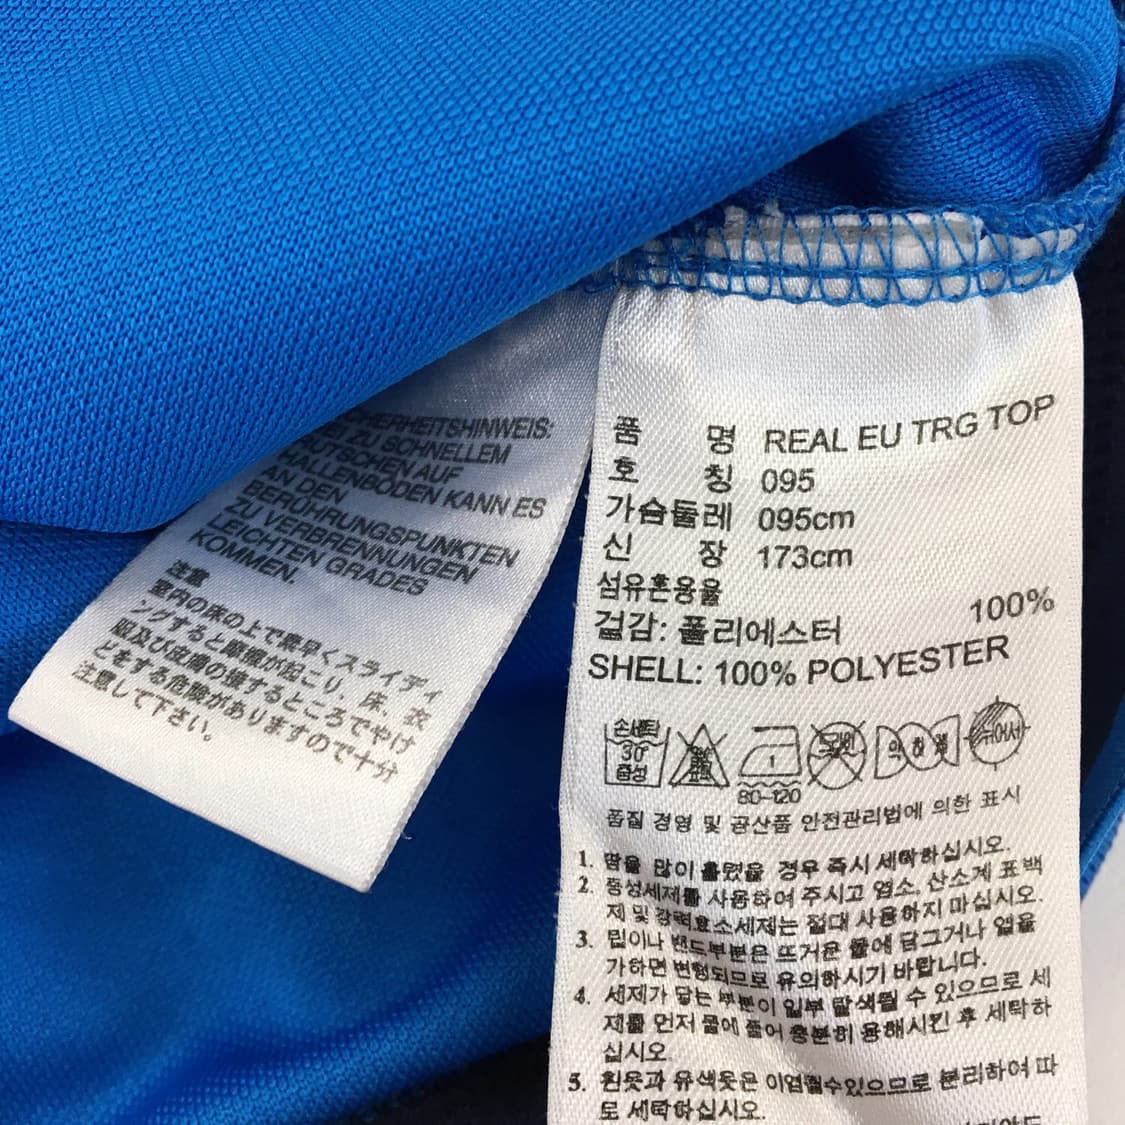 CHERHEITSHINWEIS:
ZU SCHNELLEM
RUTSCHEN AUF
HALLENBÖDEN KANN ES
AN DEN
BERÜHRUNGSPUNKTEN
ZU VERBRENNUNGEN
LEICHTEN GRADES
KOMMEN.
注意
室内の床の上で素早くスライディ
ングすると摩擦が起こり、床、衣
服及び皮膚の接するところでやけ
どをする危険がありますので十分
注意して下さい。
품 명 REAL EU TRG TOP
호 칭 095
가슴둘레 095cm
신 장 173cm
섬유혼용율
겉감: 폴리에스터 100%
SHELL: 100% POLYESTER
손세탁
30°
중성
80-120
뉘어서
품질 경영 및 공산품 안전관리법에 의한 표시
1. 땀을 많이 흘렸을 경우 즉시 세탁하십시오.
2. 중성세제를 사용하여 주시고 염소, 산소계 표백
제 및 강력효소세제는 절대 사용하지 마십시오.
3. 립이나 밴드부분은 뜨거운 물에 담그거나 열을
가하면 변형되므로 유의하시기 바랍니다.
4. 세제가 닿는 부분이 일부 탈색될 수 있으므로 세
제를 먼저 물에 풀어 충분히 용해시킨 후 세탁하
십시오.
5. 흰옷과 유색옷은 이염될수있으므로 분리하여 따
로 세탁하십시오.